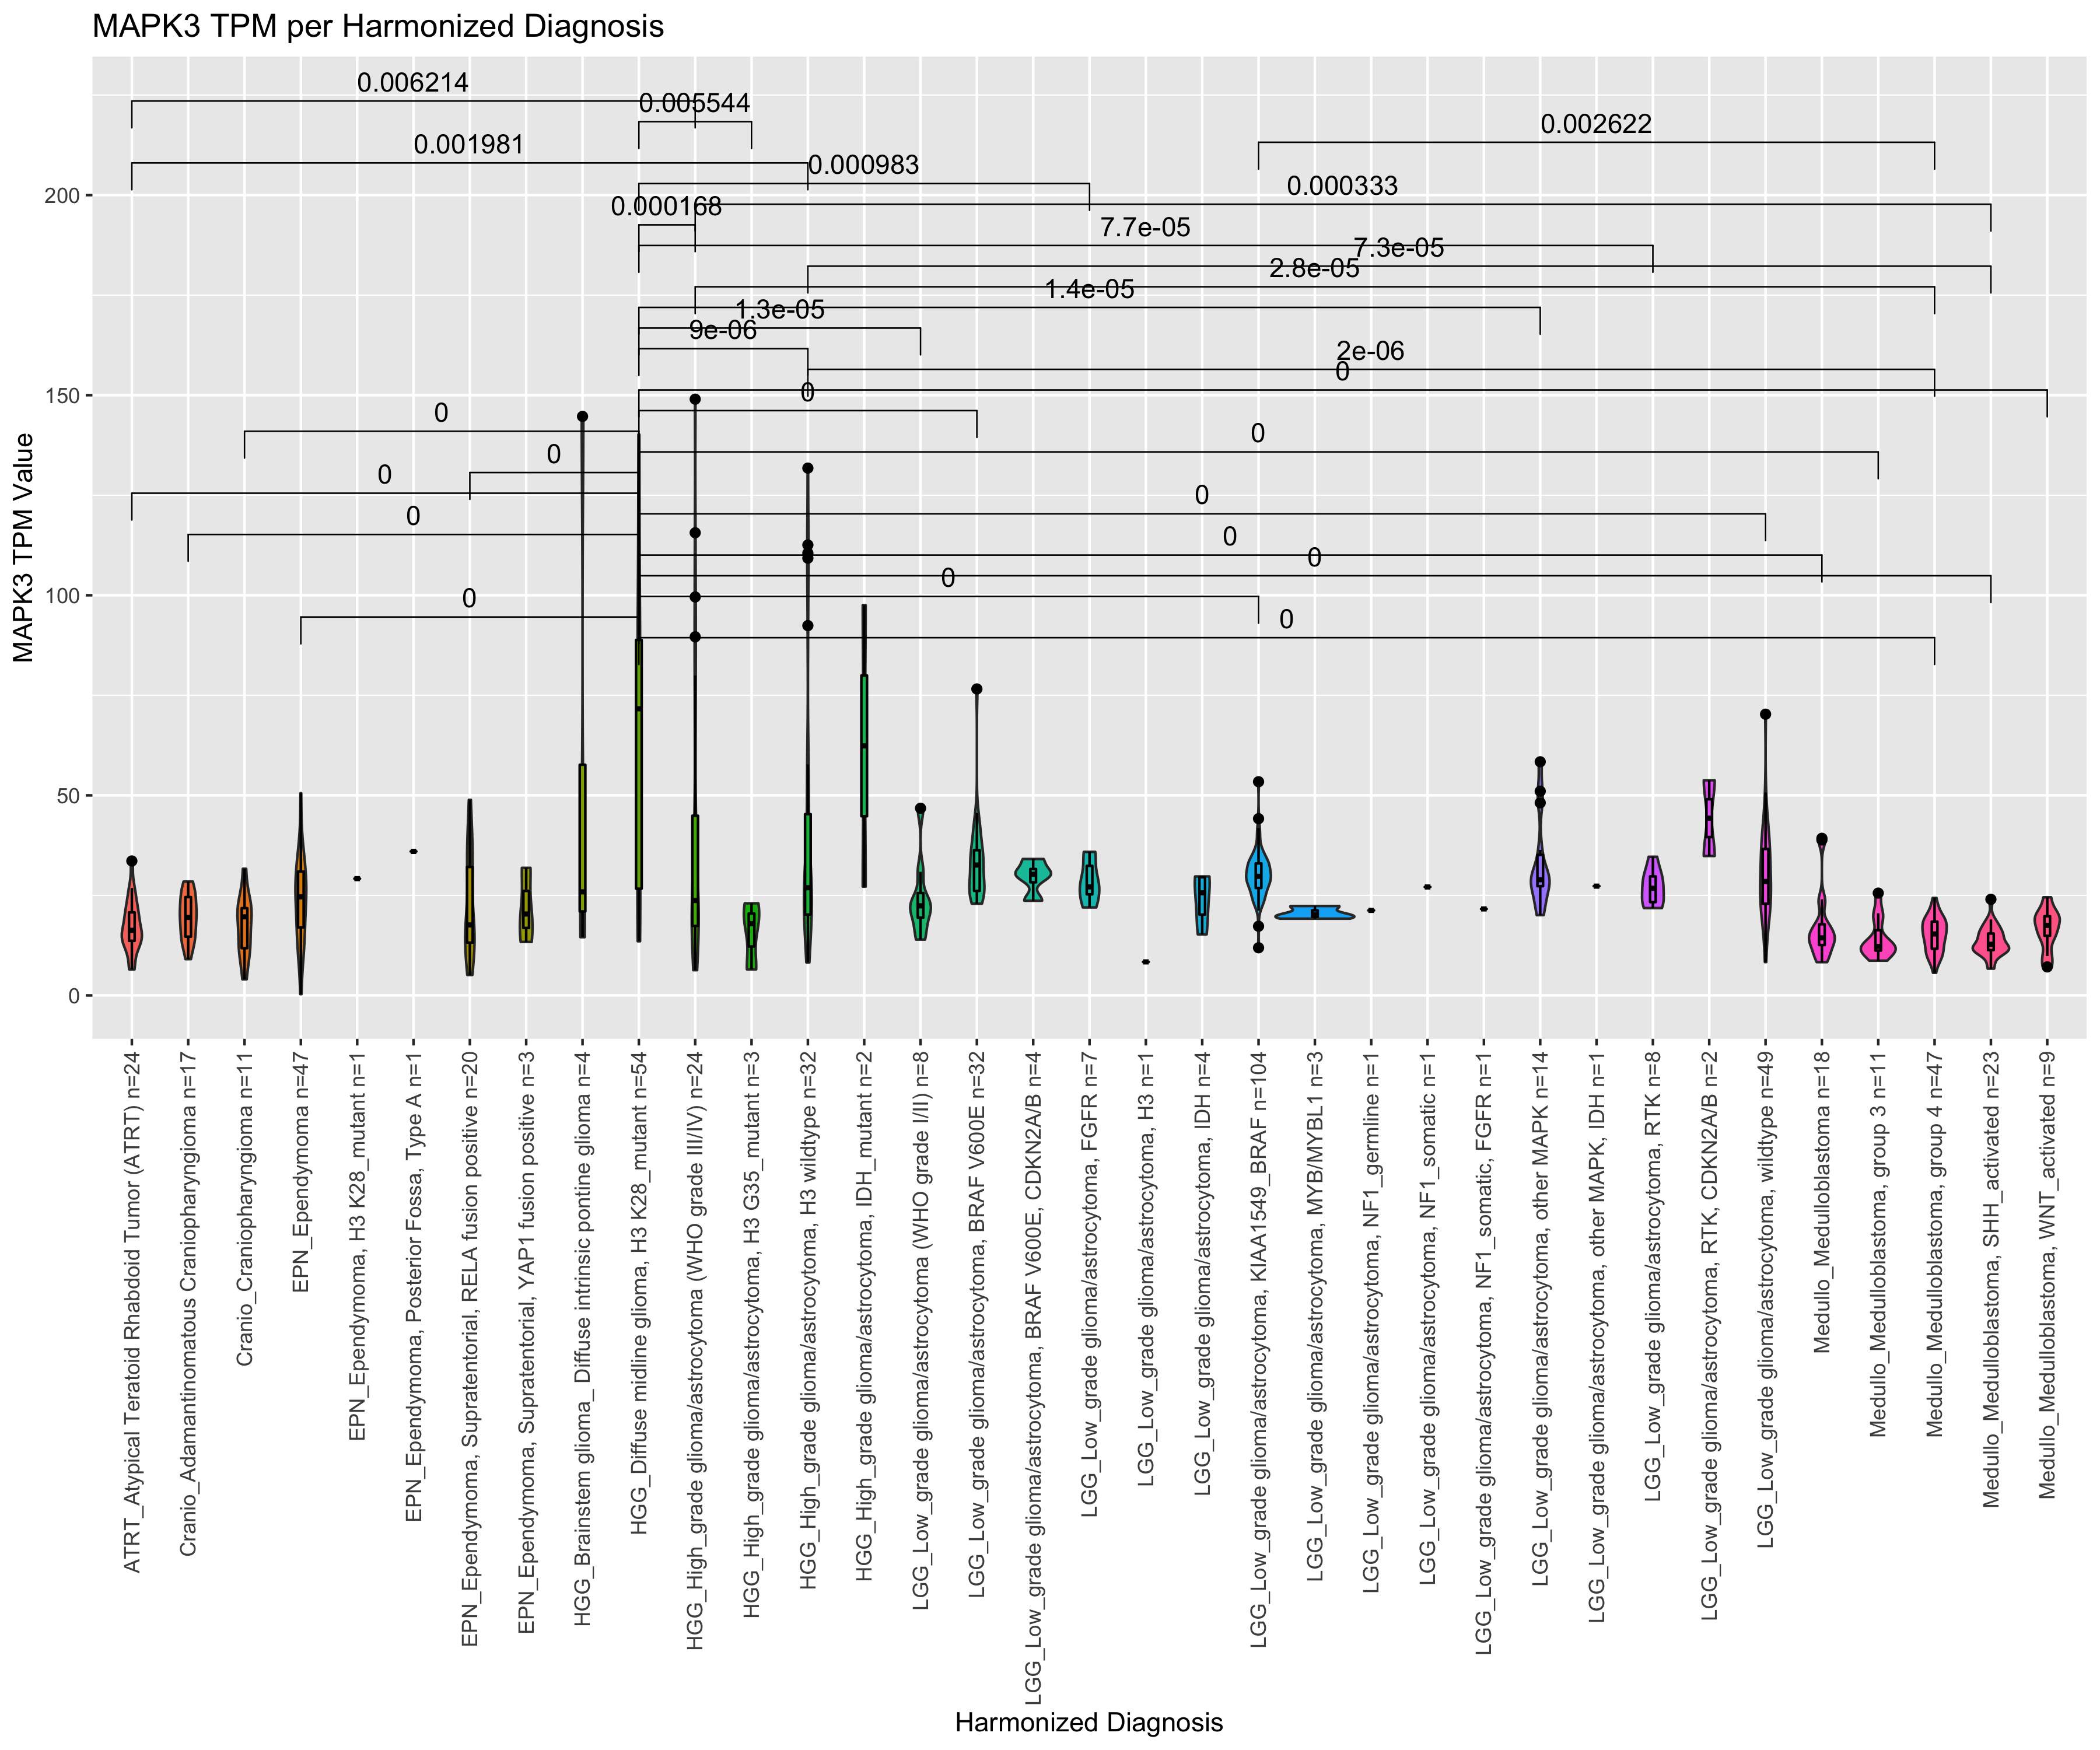 MAPK3 TPM per Harmonized Diagnosis
0.006214
0.005544
0.002622
0.001981
0.000983
0.000333
0.000168
7.7e-05
7.3e-05
2.8e-05
1.4e-05
1.3e-05
9e-06
2e-06
0
0
0
0
0
0
0
0
0
0
0
0
0
MAPK3 TPM Value
200
150
100
50
0
ATRT_Atypical Teratoid Rhabdoid Tumor (ATRT) n=24
Cranio_Adamantinomatous Craniopharyngioma n=17
Cranio_Craniopharyngioma n=11
EPN_Ependymoma n=47
EPN_Ependymoma, H3 K28_mutant n=1
EPN_Ependymoma, Posterior Fossa, Type A n=1
EPN_Ependymoma, Supratentorial, RELA fusion positive n=20
EPN_Ependymoma, Supratentorial, YAP1 fusion positive n=3
HGG_Brainstem glioma_ Diffuse intrinsic pontine glioma n=4
HGG_Diffuse midline glioma, H3 K28_mutant n=54
HGG_High_grade glioma/astrocytoma (WHO grade III/IV) n=24
HGG_High_grade glioma/astrocytoma, H3 G35_mutant n=3
HGG_High_grade glioma/astrocytoma, H3 wildtype n=32
HGG_High_grade glioma/astrocytoma, IDH_mutant n=2
LGG_Low_grade glioma/astrocytoma (WHO grade I/II) n=8
LGG_Low_grade glioma/astrocytoma, BRAF V600E n=32
LGG_Low_grade glioma/astrocytoma, BRAF V600E, CDKN2A/B n=4
LGG_Low_grade glioma/astrocytoma, FGFR n=7
LGG_Low_grade glioma/astrocytoma, H3 n=1
LGG_Low_grade glioma/astrocytoma, IDH n=4
LGG_Low_grade glioma/astrocytoma, KIAA1549_BRAF n=104
LGG_Low_grade glioma/astrocytoma, MYB/MYBL1 n=3
LGG_Low_grade glioma/astrocytoma, NF1_germline n=1
LGG_Low_grade glioma/astrocytoma, NF1_somatic n=1
LGG_Low_grade glioma/astrocytoma, NF1_somatic, FGFR n=1
LGG_Low_grade glioma/astrocytoma, other MAPK n=14
LGG_Low_grade glioma/astrocytoma, other MAPK, IDH n=1
LGG_Low_grade glioma/astrocytoma, RTK n=8
LGG_Low_grade glioma/astrocytoma, RTK, CDKN2A/B n=2
LGG_Low_grade glioma/astrocytoma, wildtype n=49
Medullo_Medulloblastoma n=18
Medullo_Medulloblastoma, group 3 n=11
Medullo_Medulloblastoma, group 4 n=47
Medullo_Medulloblastoma, SHH_activated n=23
Medullo_Medulloblastoma, WNT_activated n=9
Harmonized Diagnosis